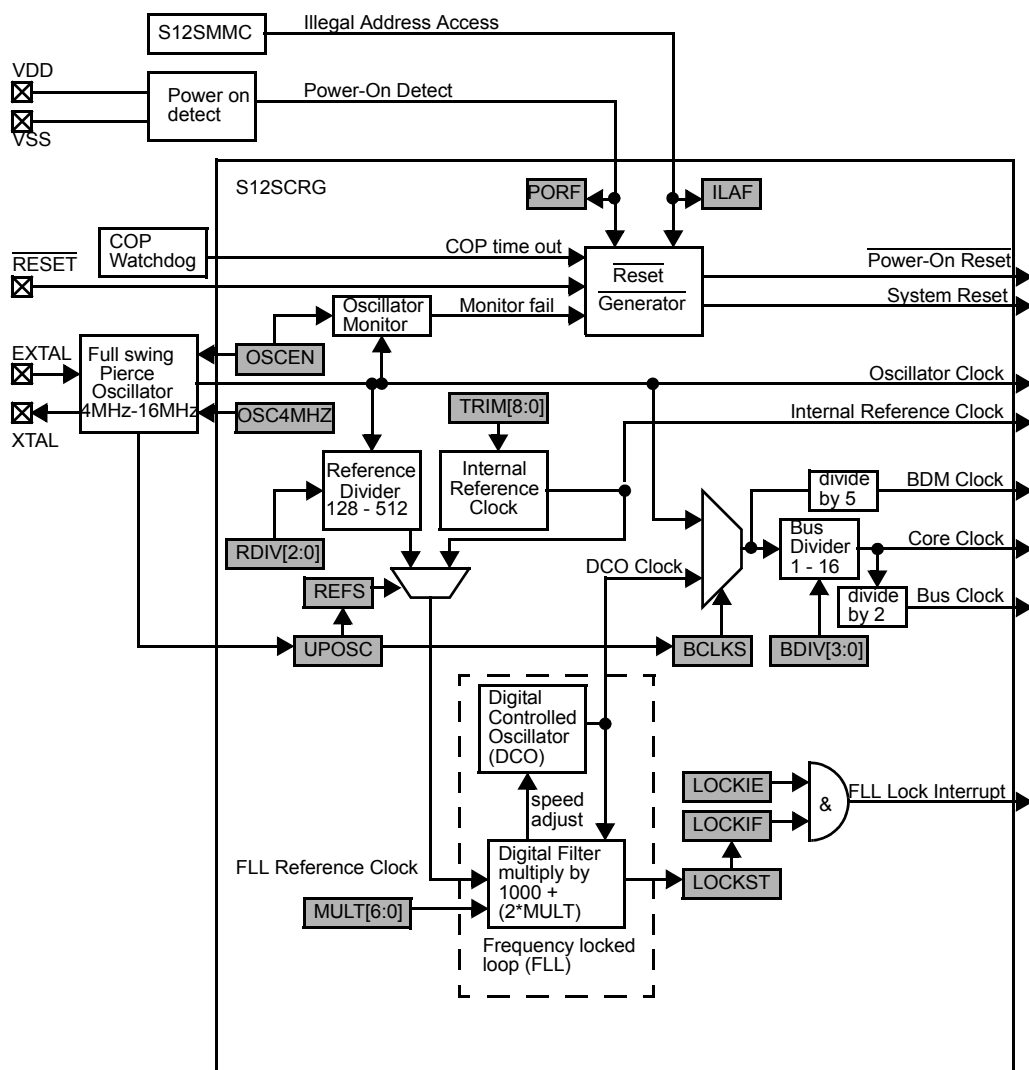 Illegal Address Access
S12SMMC
VDD
Power on
detect
Power-On Detect
VSS
S12SCRG
PORF
ILAF
COP
Watchdog
COP time out
RESET
Reset
Generator
Power-On Reset
System Reset
Oscillator
Monitor
Monitor fail
OSCEN
EXTAL
Full swing
Pierce
Oscillator
4MHz-16MHz
XTAL
OSC4MHZ
Oscillator Clock
TRIM[8:0]
Internal Reference Clock
Reference
Divider
128 - 512
Internal
Reference
Clock
RDIV[2:0]
divide
by 5
BDM Clock
Bus
Divider
1 - 16
Core Clock
DCO Clock
REFS
divide
by 2
Bus Clock
UPOSC
BCLKS
BDIV[3:0]
Digital
Controlled
Oscillator
(DCO)
speed
adjust
LOCKIE
LOCKIF
&
FLL Lock Interrupt
FLL Reference Clock
Digital Filter
multiply by
1000 +
(2*MULT)
LOCKST
MULT[6:0]
Frequency locked
loop (FLL)